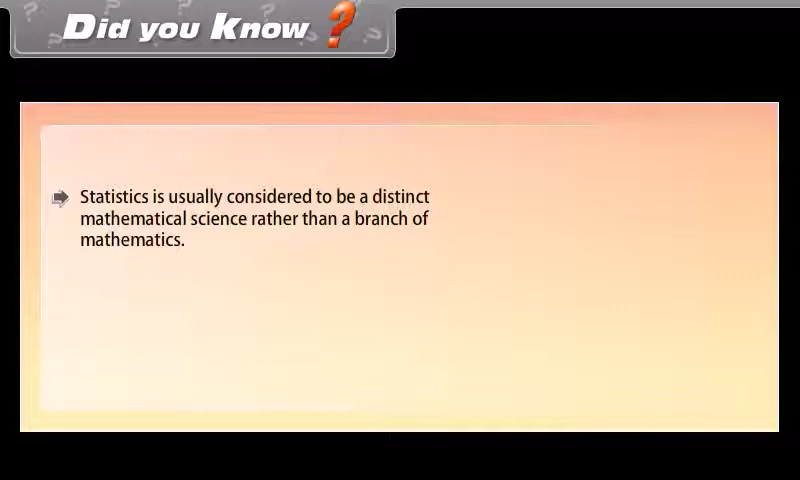 Did you Know ?
Statistics is usually considered to be a distinct
mathematical science rather than a branch of
mathematics.